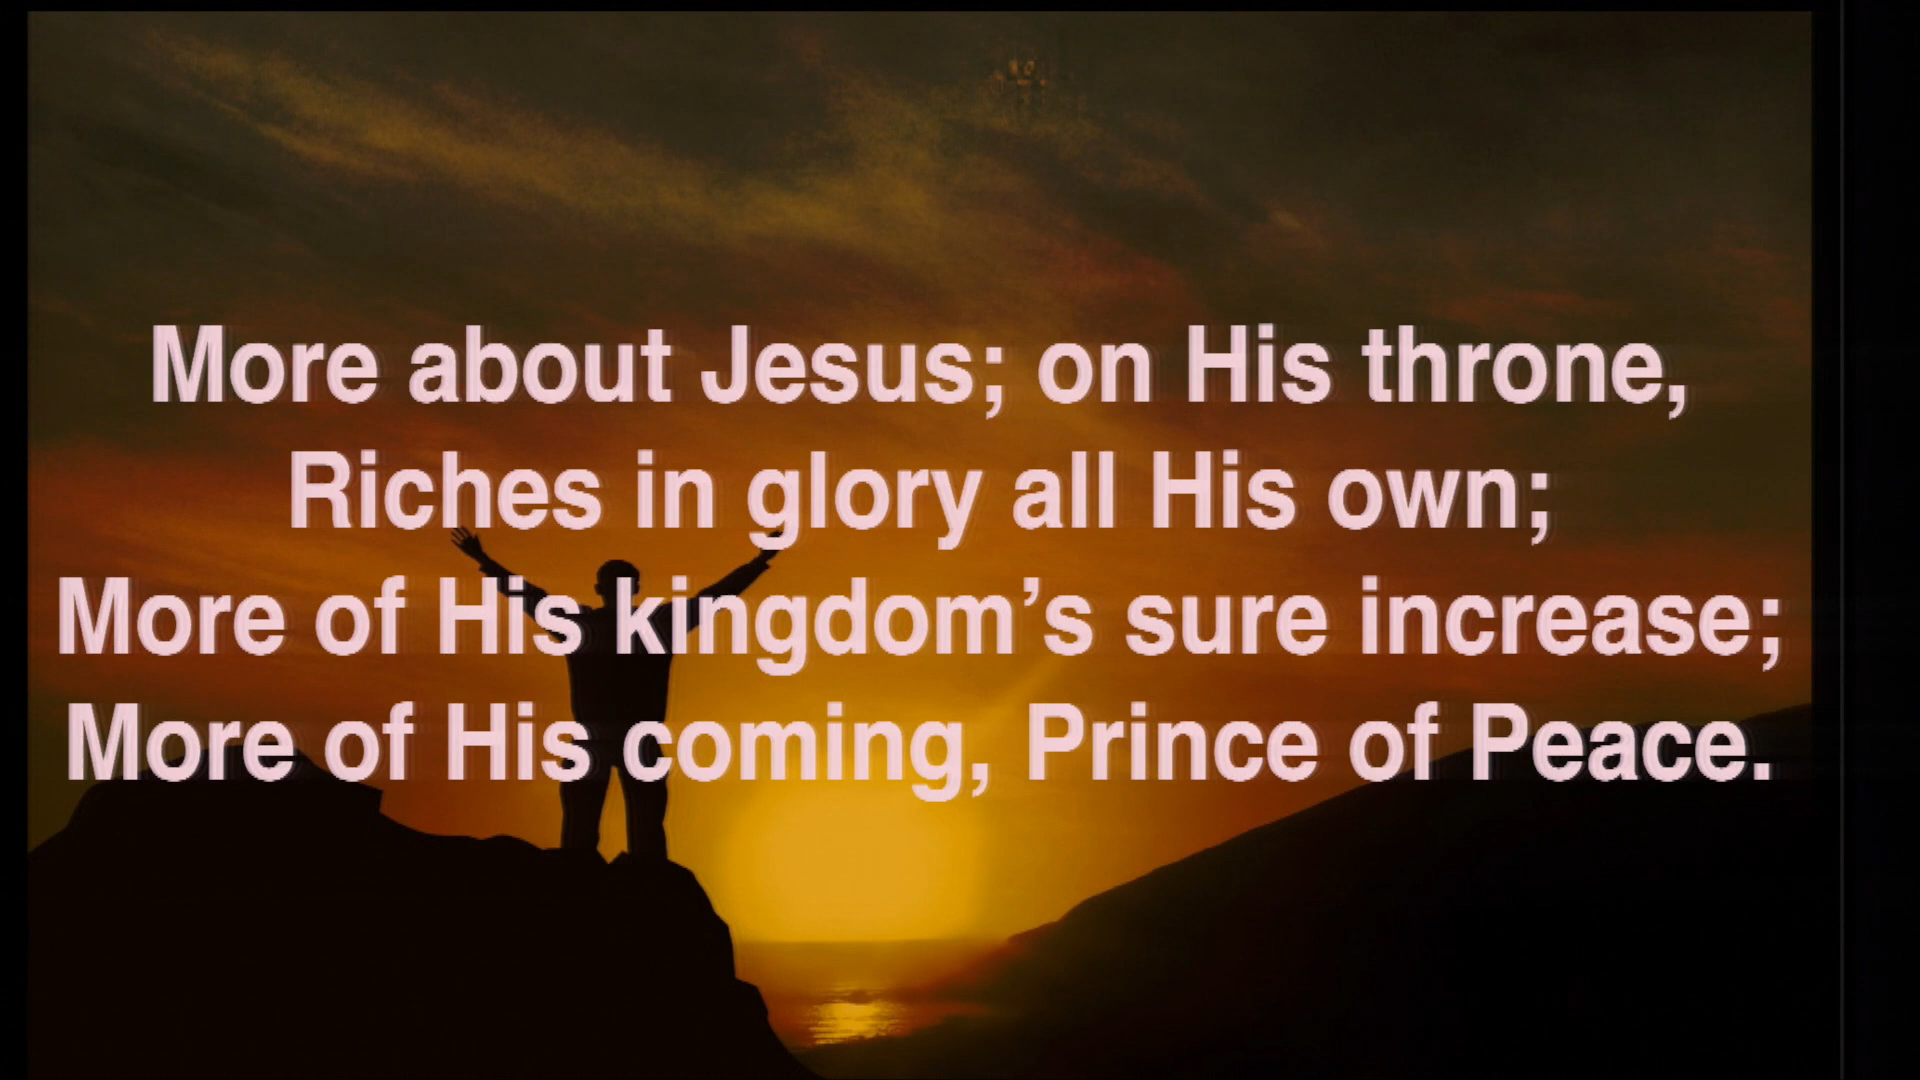 More about Jesus; on His throne,
Riches in glory all His own;
More of His kingdom’s sure increase;
More of His coming, Prince of Peace.